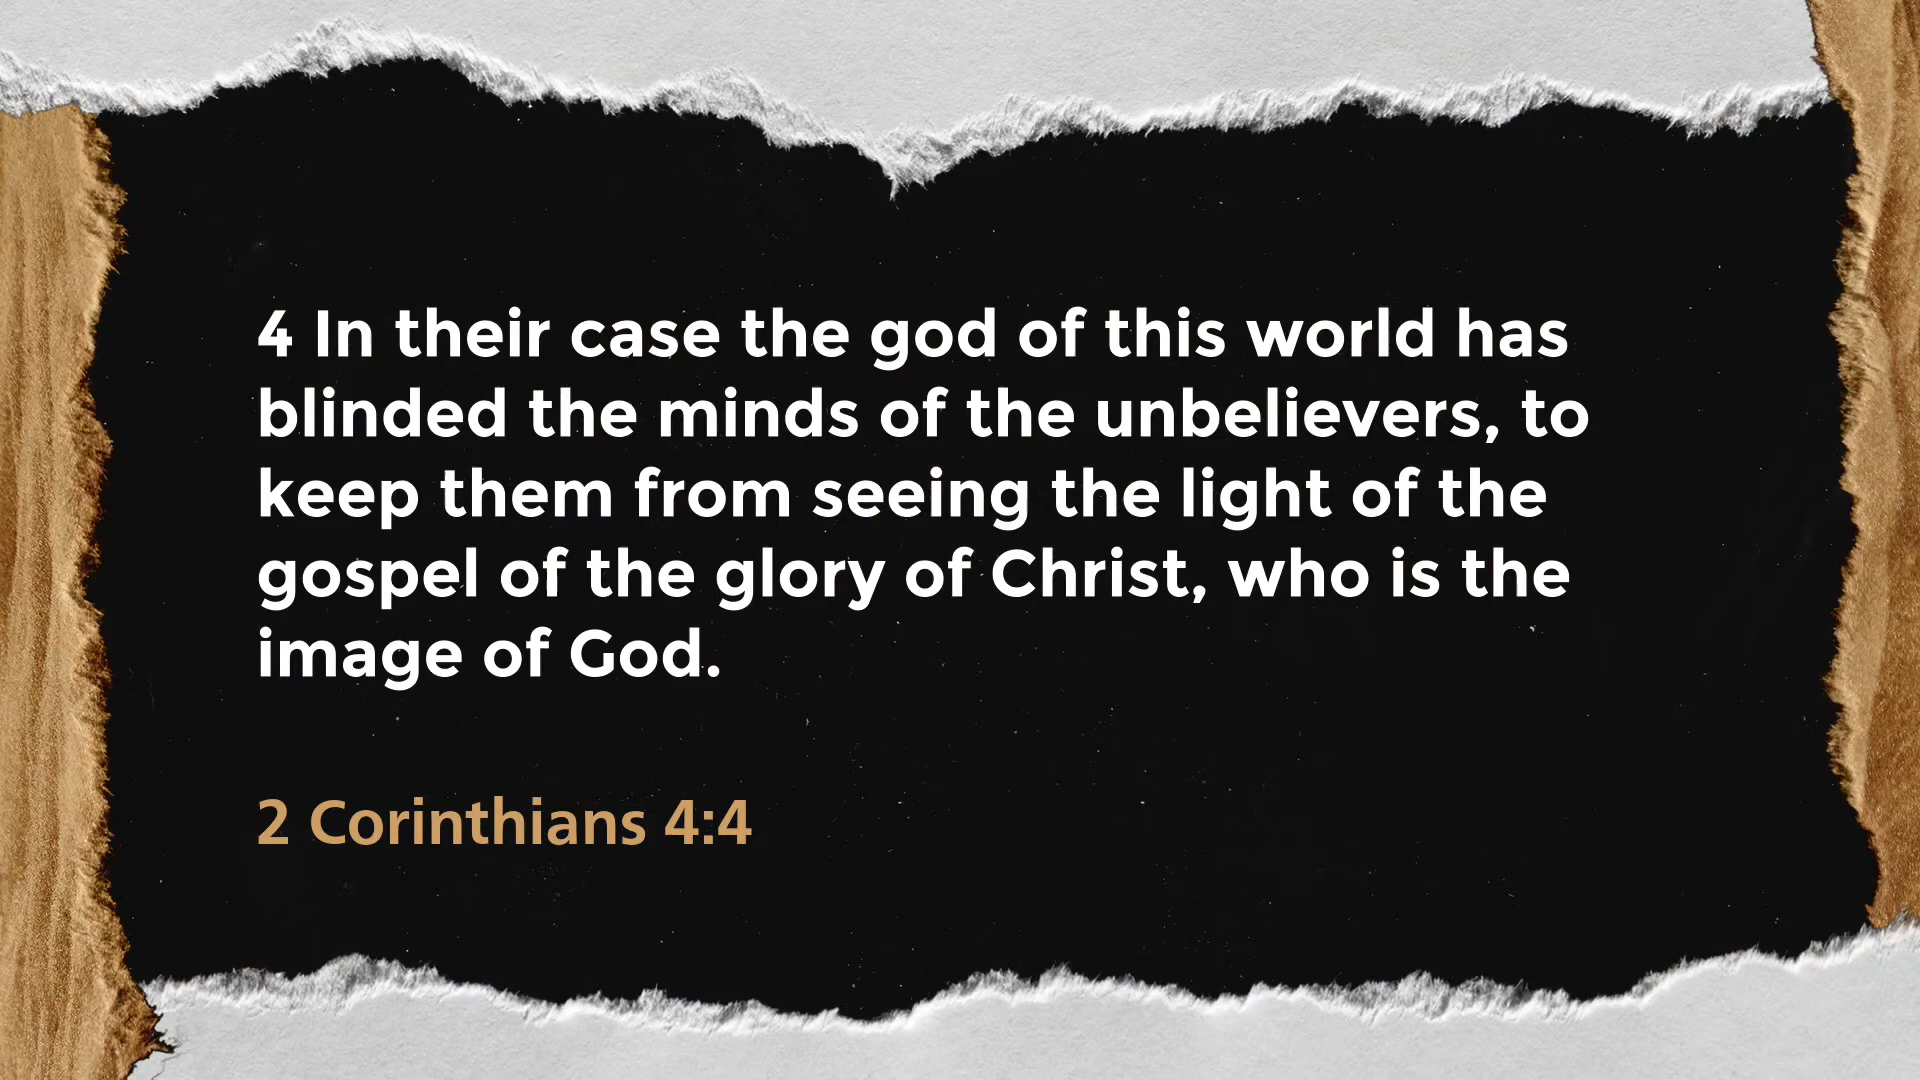 4 In their case the god of this world has
blinded the minds of the unbelievers, to
keep them from seeing the light of the
gospel of the glory of Christ, who is the
image of God.
2 Corinthians 4:4